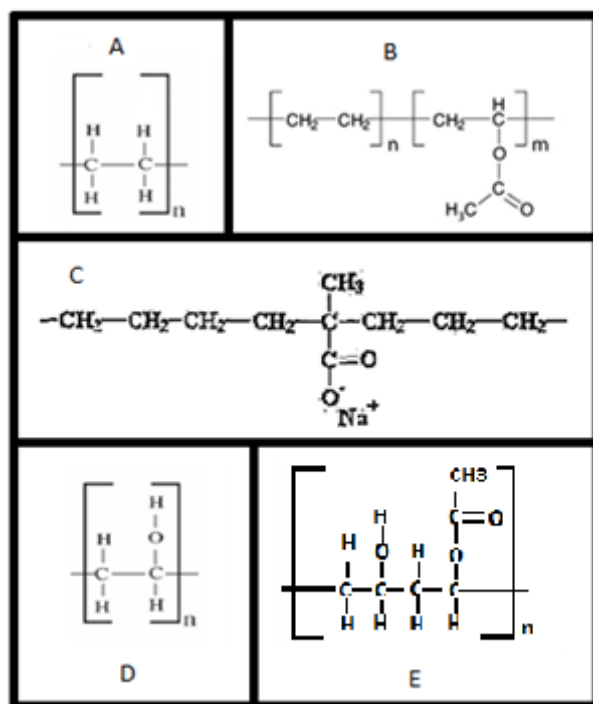 A
H H
C C
H H
n
B
H
CH2 CH2 CH2 C
n m
O
C
H3C O
C
CH3
CH2 CH2 CH2 CH2 C CH2 CH2 CH2
C=O
O-
Na+
H
H O
C C
H H
n
D
CH3
H C=O
H O H O
C C C C
H H H H
n
E